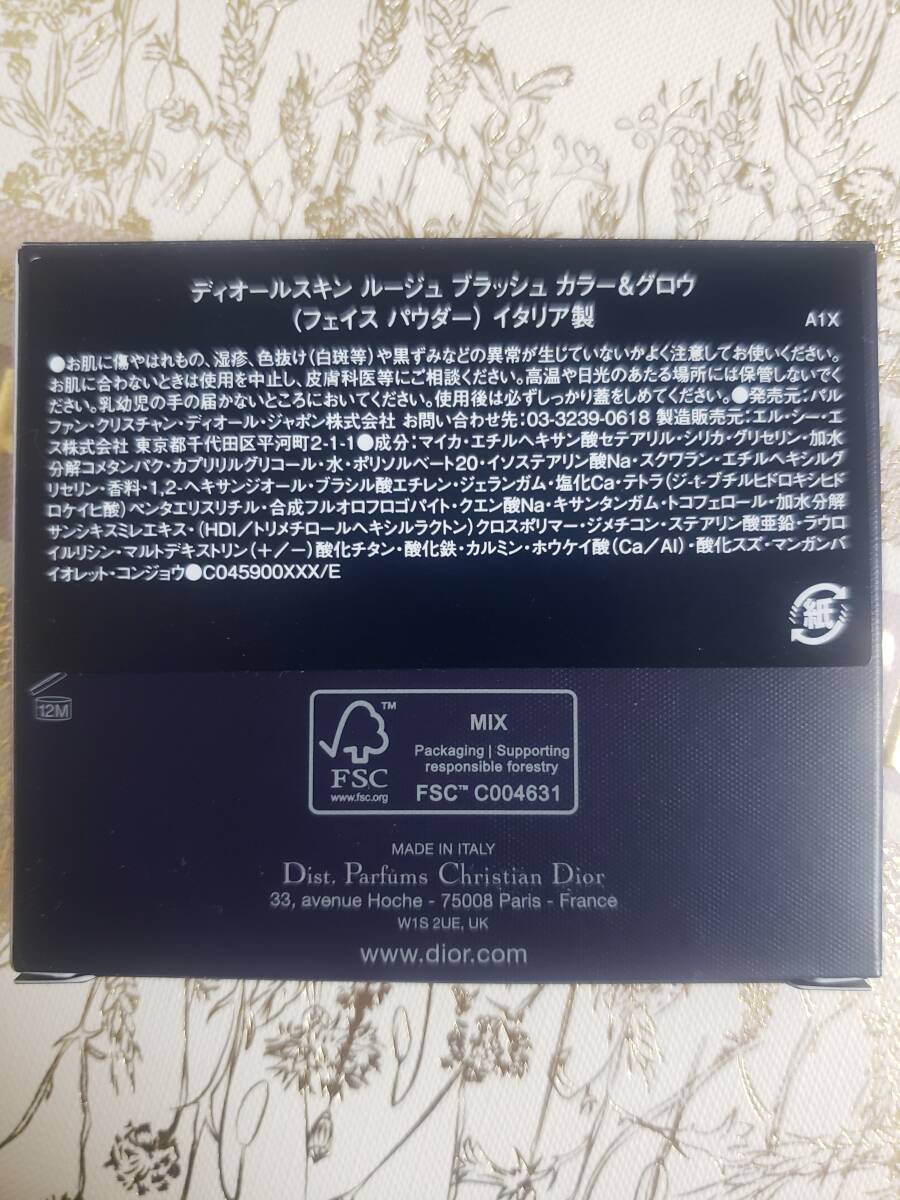 ディオールスキン ルージュ ブラッシュ カラー&グロウ
(フェイス パウダー) イタリア製
A1X
●お肌に傷やはれもの、湿疹、色抜け(白斑等)や黒ずみなどの異常が生じていないかよく注意してお使いください。
お肌に合わないときは使用を中止し、皮膚科医等にご相談ください。高温や日光のあたる場所には保管しないでく
ださい。乳幼児の手の届かないところにおいてください。使用後は必ずしっかり蓋をしめてください。●発売元:パル
ファン・クリスチャン・ディオール・ジャポン株式会社 お問い合わせ先:03-3239-0618 製造販売元:エル・シー・エ
ス株式会社 東京都千代田区平河町2-1-1●成分:マイカ・エチルヘキサン酸セテアリル・シリカ・グリセリン・加水
分解コメタンパク・カプリリルグリコール・水・ポリソルベート20・イソステアリン酸Na・スクワラン・エチルヘキシルグ
リセリン・香料・1,2-ヘキサンジオール・ブラシル酸エチレン・ジェランガム・塩化Ca・テトラ(ジ-t-ブチルヒドロキシヒド
ロケイヒ酸)ペンタエリスリチル・合成フルオロフロゴパイト・クエン酸Na・キサンタンガム・トコフェロール・加水分解
サンシキスミレエキス・(HDI/トリメチロールヘキシルラクトン)クロスポリマー・ジメチコン・ステアリン酸亜鉛・ラウロ
イルリシン・マルトデキストリン(+/-)酸化チタン・酸化鉄・カルミン・ホウケイ酸(Ca/Al)・酸化スズ・マンガンバ
イオレット・コンジョウ●C045900XXX/E
紙
12M
FSC
www.fsc.org
TM
MIX
Packaging | Supporting
responsible forestry
FSC™ C004631
MADE IN ITALY
Dist. Parfums Christian Dior
33, avenue Hoche - 75008 Paris - France
W1S 2UE, UK
www.dior.com